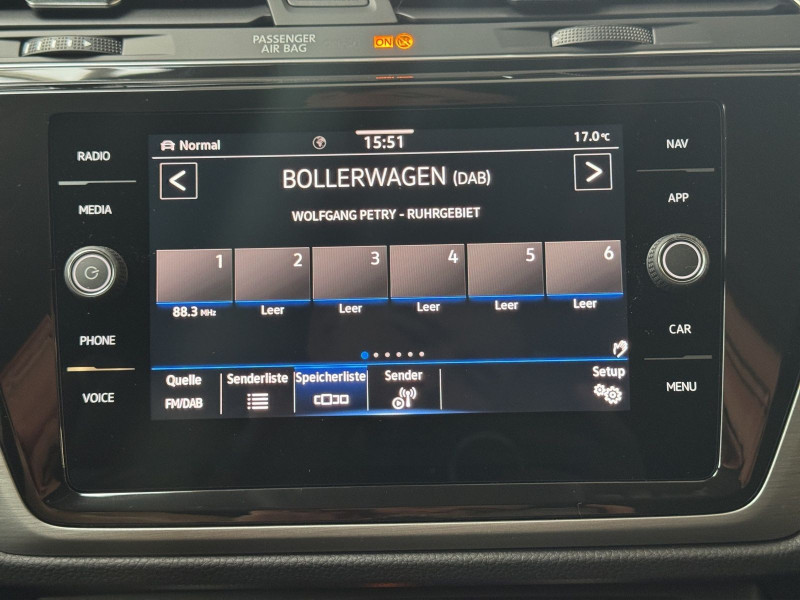 PASSENGER
AIR BAG
ON
RADIO
MEDIA
PHONE
VOICE
Normal
15:51
17.0°C
BOLLERWAGEN (DAB)
WOLFGANG PETRY - RUHRGEBIET
1
2
3
4
5
6
88.3 MHz
Leer
Leer
Leer
Leer
Leer
Quelle
FM/DAB
Senderliste
Speicherliste
Sender
Setup
NAV
APP
CAR
MENU